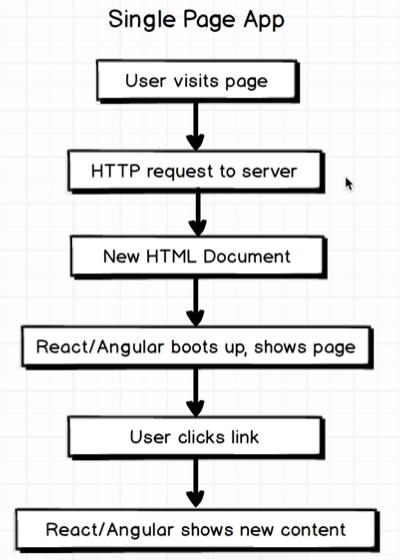 Single Page App
User visits page
HTTP request to server
New HTML Document
React/Angular boots up, shows page
User clicks link
React/Angular shows new content